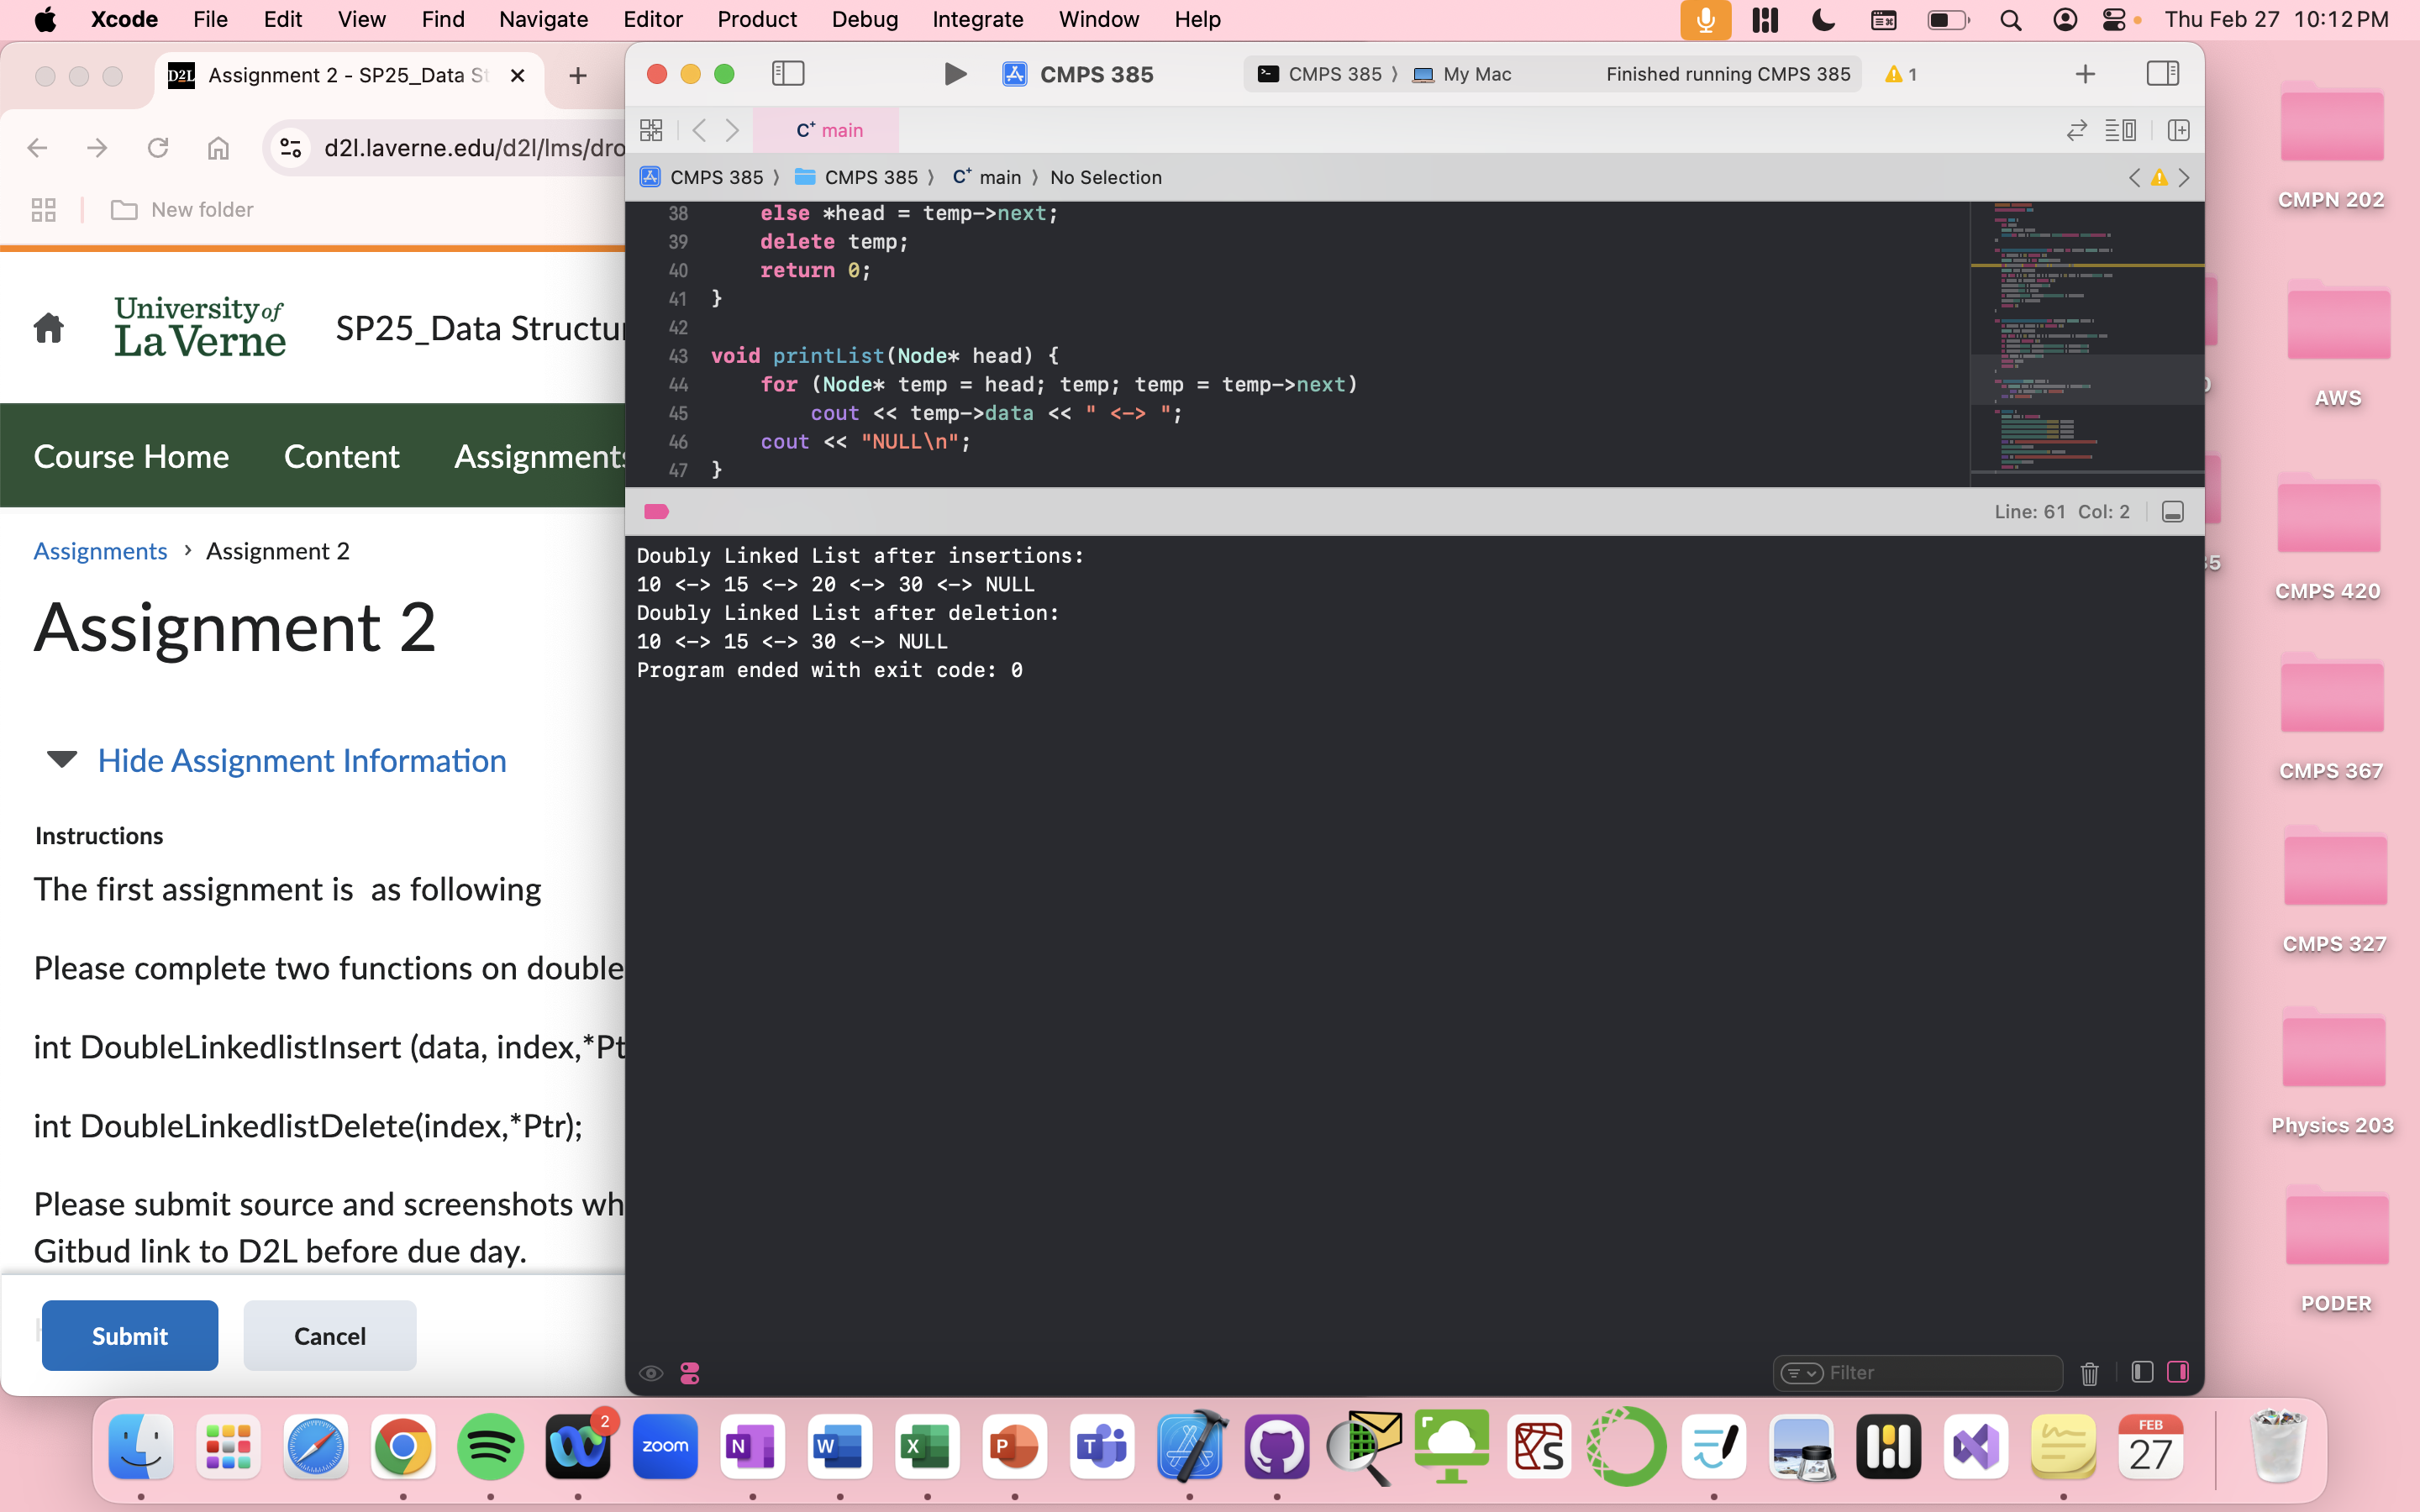 Xcode File Edit View Find Navigate Editor Product Debug Integrate Window Help Thu Feb 27 10:12 PM
D2L Assignment 2 - SP25_Data St
d2l.laverne.edu/d2l/lms/dro
New folder
University of
La Verne
SP25_Data Structur
Course Home Content Assignments
Assignments › Assignment 2
Assignment 2
Hide Assignment Information
Instructions
The first assignment is as following
Please complete two functions on double
int DoubleLinkedlistInsert (data, index,*Pt
int DoubleLinkedlistDelete(index,*Ptr);
Please submit source and screenshots wh
Gitbud link to D2L before due day.
Submit Cancel
CMPS 385 CMPS 385 ⟩ My Mac Finished running CMPS 385 1
C+ main
CMPS 385 ⟩ CMPS 385 ⟩ C+ main ⟩ No Selection
38 else *head = temp->next;
39 delete temp;
40 return 0;
41 }
42
43 void printList(Node* head) {
44 for (Node* temp = head; temp; temp = temp->next)
45 cout << temp->data << " <-> ";
46 cout << "NULL\n";
47 }
Line: 61 Col: 2
Doubly Linked List after insertions:
10 <-> 15 <-> 20 <-> 30 <-> NULL
Doubly Linked List after deletion:
10 <-> 15 <-> 30 <-> NULL
Program ended with exit code: 0
Filter
CMPN 202
AWS
CMPS 420
CMPS 367
CMPS 327
Physics 203
PODER
2
zoom
N
W
X
P
T
S
FEB
27